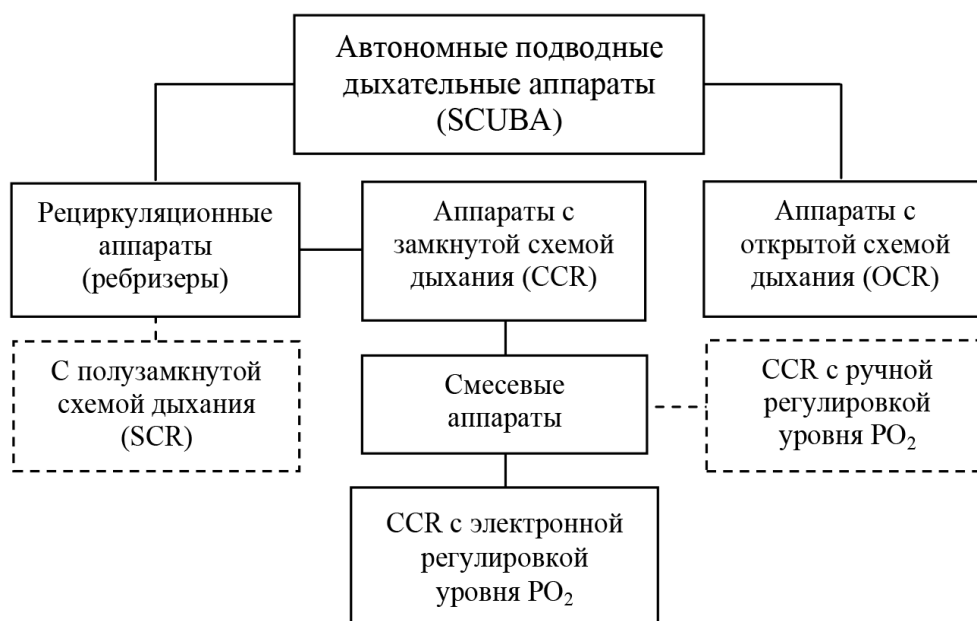 Автономные подводные
дыхательные аппараты
(SCUBA)
Рециркуляционные
аппараты
(ребризеры)
Аппараты с
замкнутой схемой
дыхания (CCR)
Аппараты с
открытой схемой
дыхания (OCR)
С полузамкнутой
схемой дыхания
(SCR)
Смесевые
аппараты
CCR с ручной
регулировкой
уровня PO₂
CCR с электронной
регулировкой
уровня PO₂